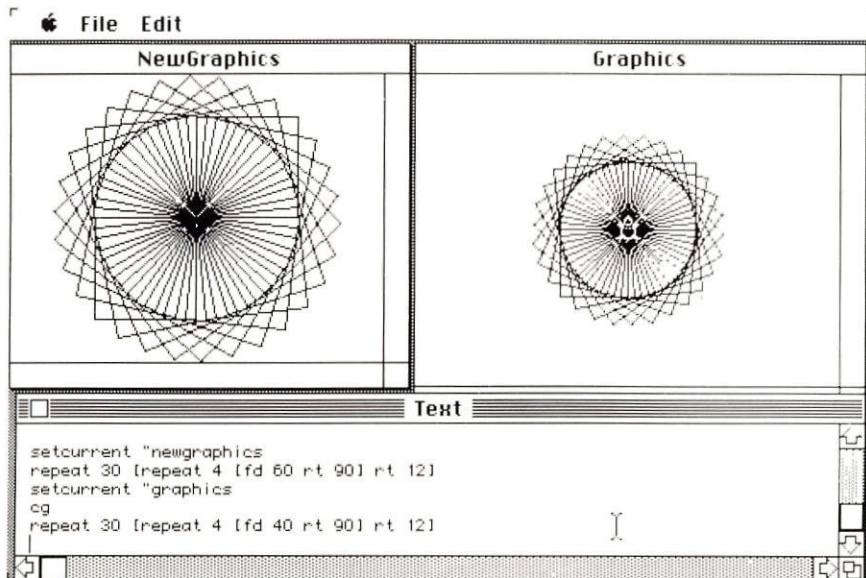 File Edit
NewGraphics
Graphics
Text
setcurrent "newgraphics
repeat 30 [repeat 4 [fd 60 rt 90] rt 12]
setcurrent "graphics
cg
repeat 30 [repeat 4 [fd 40 rt 90] rt 12]